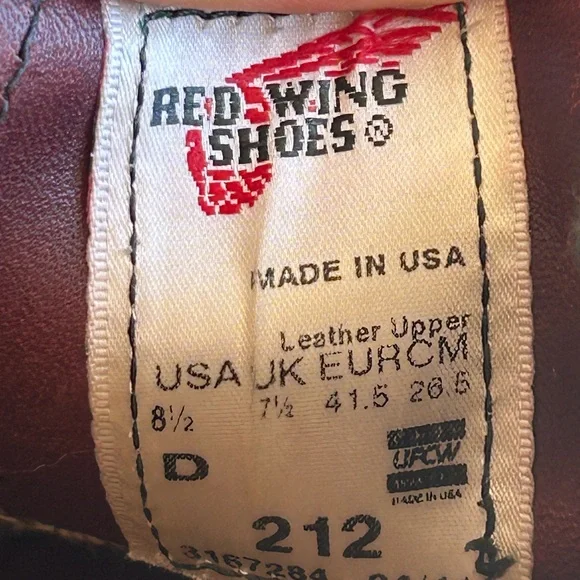 RED WING
SHOES ®
MADE IN USA
Leather Upper
USA UK EUR CM
8½ 7½ 41.5 26.5
D
UFCW
MADE IN USA
212
3167284